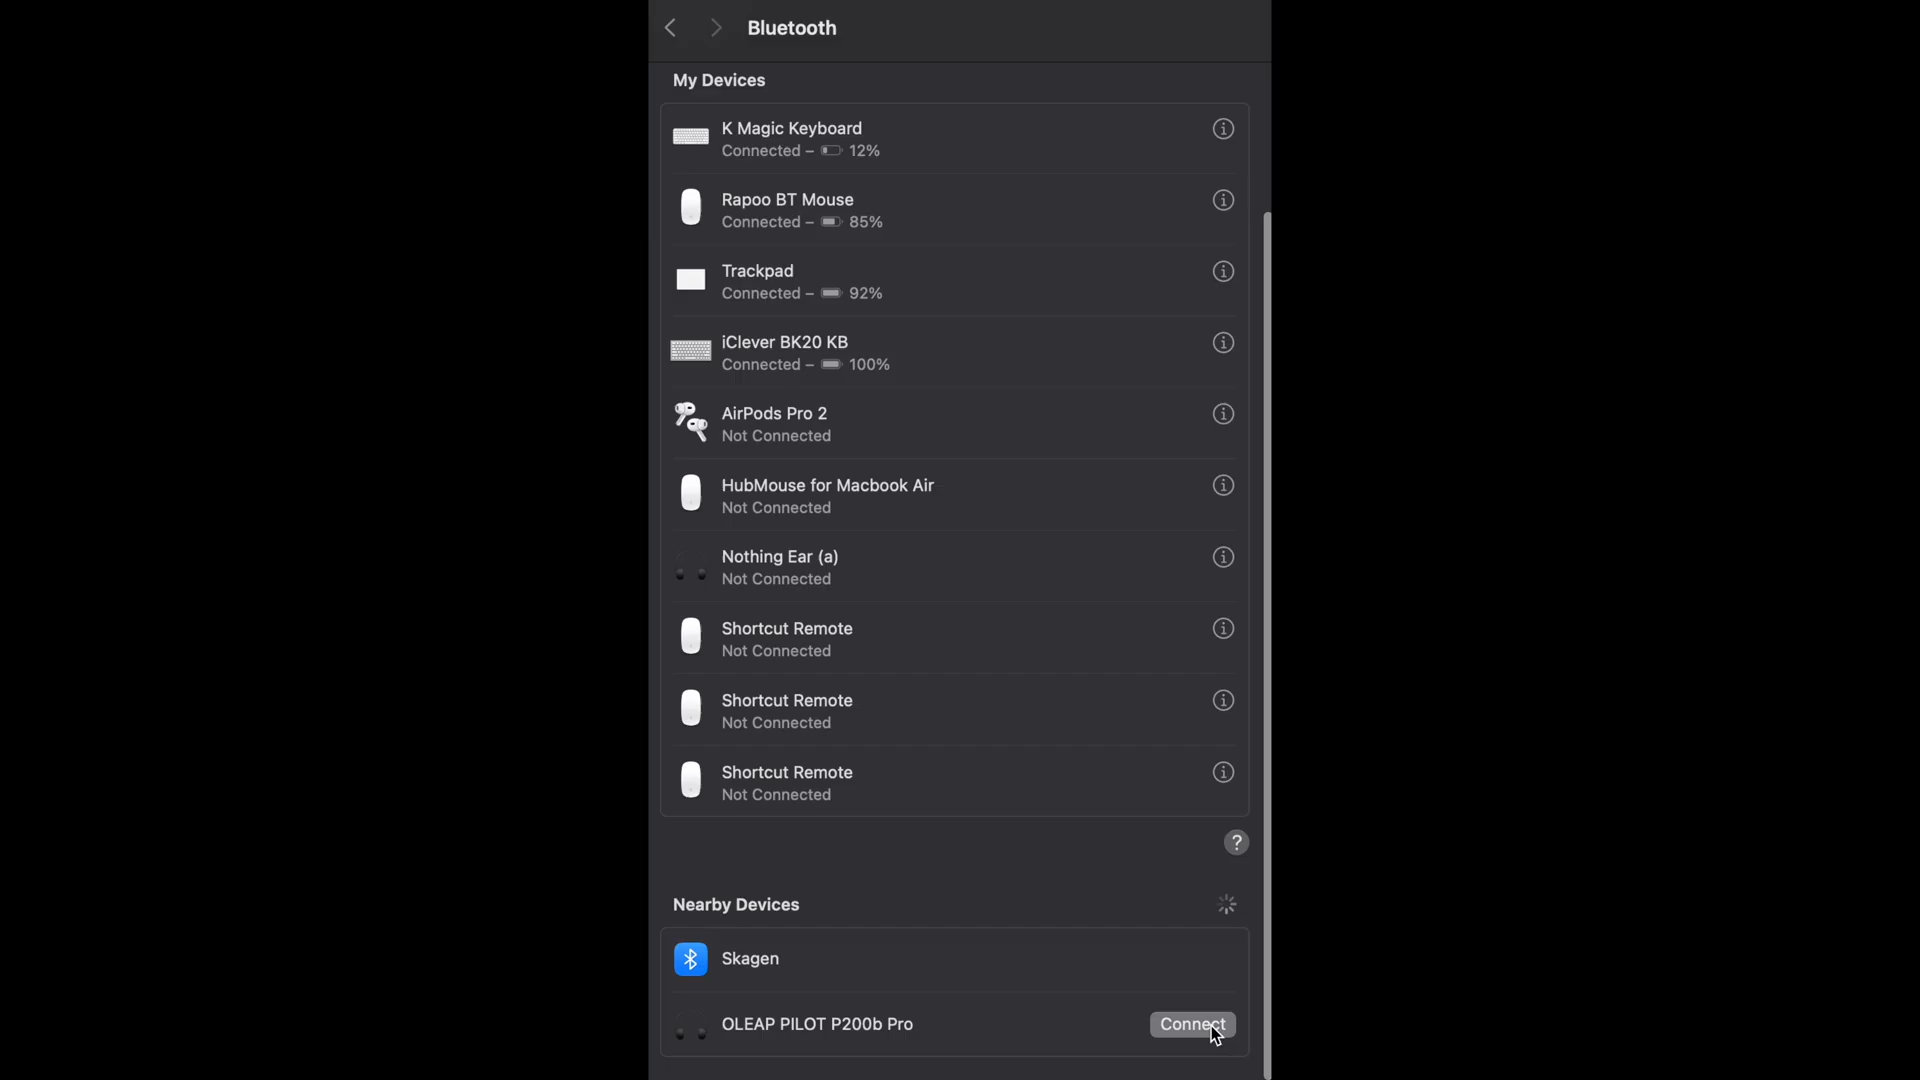 Bluetooth
My Devices
K Magic Keyboard
Connected – 12%
Rapoo BT Mouse
Connected – 85%
Trackpad
Connected – 92%
iClever BK20 KB
Connected – 100%
AirPods Pro 2
Not Connected
HubMouse for Macbook Air
Not Connected
Nothing Ear (a)
Not Connected
Shortcut Remote
Not Connected
Shortcut Remote
Not Connected
Shortcut Remote
Not Connected
?
Nearby Devices
Skagen
OLEAP PILOT P200b Pro
Connect